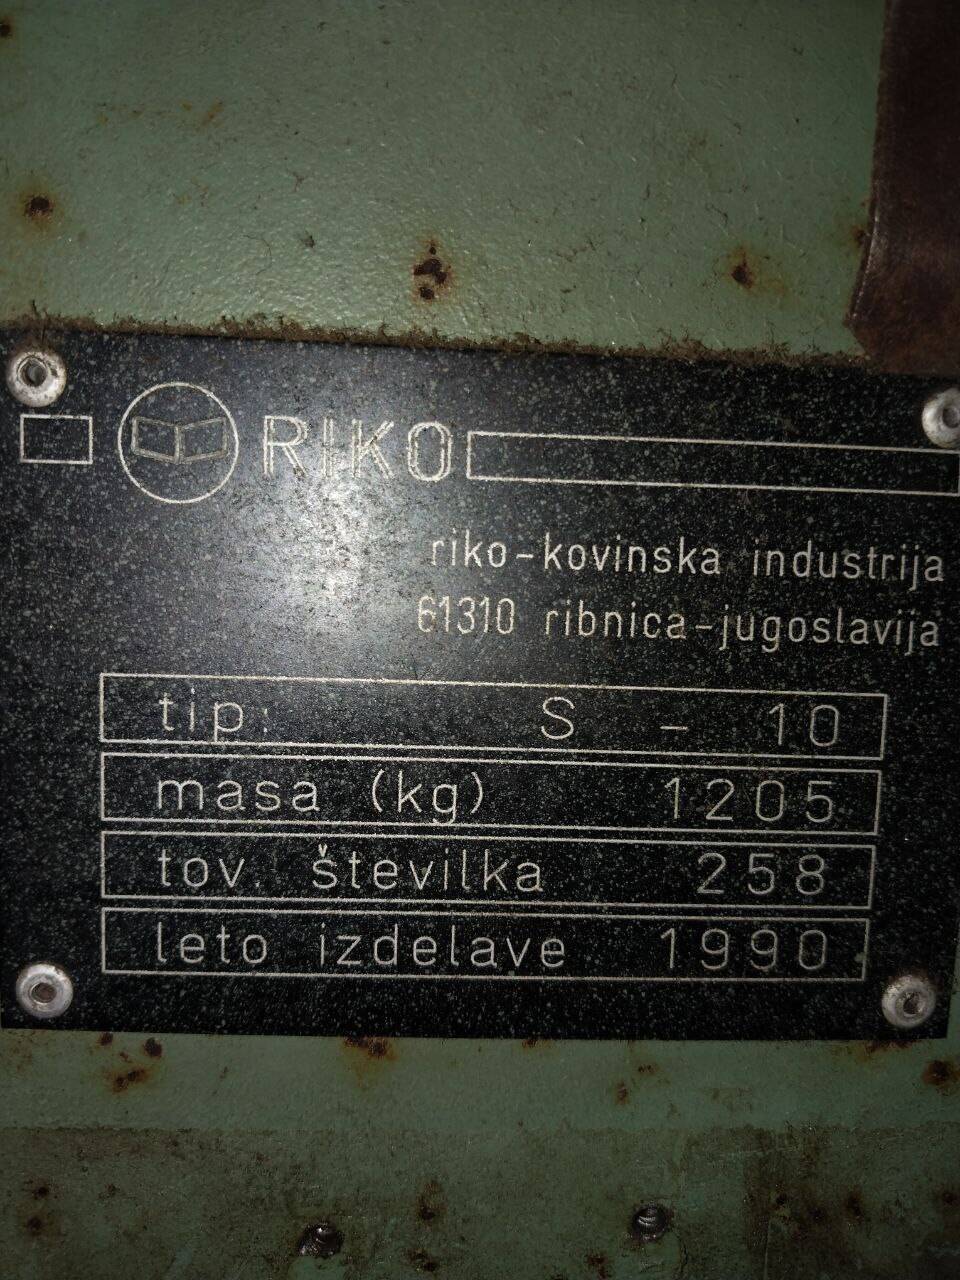 RIKO
riko-kovinska industrija
61310 ribnica-jugoslavija
tip: S - 10
masa (kg) 1205
tov. številka 258
leto izdelave 1990